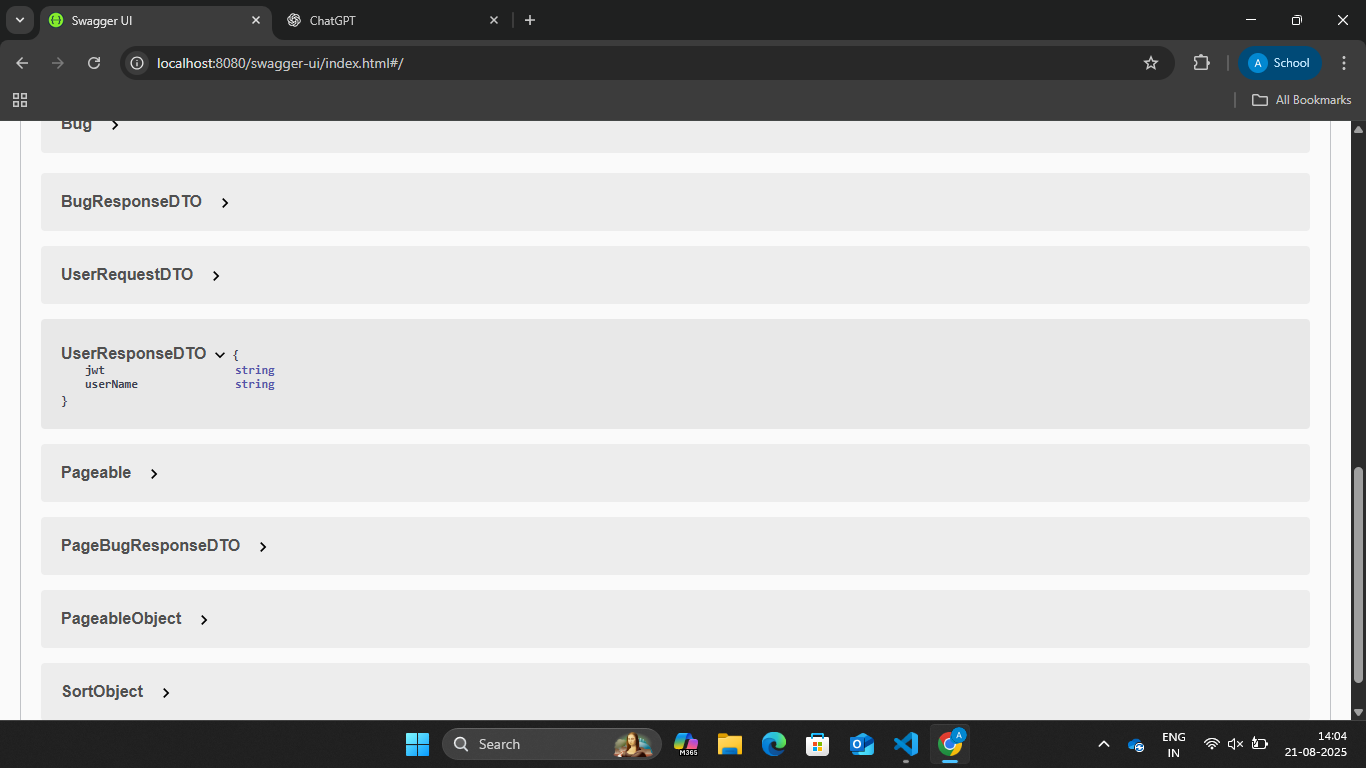 Swagger UI
ChatGPT
localhost:8080/swagger-ui/index.html#/
A School
All Bookmarks
Bug
BugResponseDTO
UserRequestDTO
UserResponseDTO {
jwt string
userName string
}
Pageable
PageBugResponseDTO
PageableObject
SortObject
Search
M365
A
ENG
IN
14:04
21-08-2025